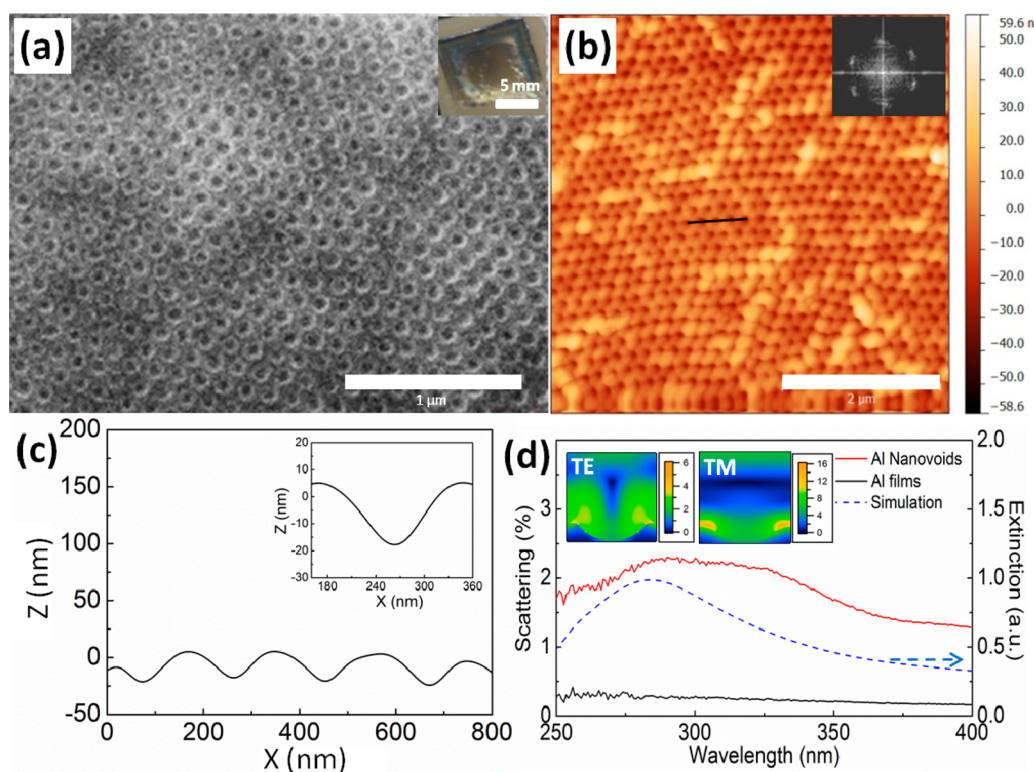 (a)
5 mm
1 µm
(b)
2 µm
59.6 n
50.0
40.0
30.0
20.0
10.0
0.0
−10.0
−20.0
−30.0
−40.0
−50.0
−58.6
(c)
200
175
150
125
100
75
50
25
0
-25
-50
Z (nm)
0 200 400 600 800
X (nm)
20
10
0
-10
-20
-30
Z (nm)
180 240 300 360
X (nm)
(d)
TE
6
4
2
0
TM
16
12
8
4
0
Al Nanovoids
Al films
Simulation
3
2
1
0
Scattering (%)
2.0
1.5
1.0
0.5
0.0
Extinction (a.u.)
250 300 350 400
Wavelength (nm)